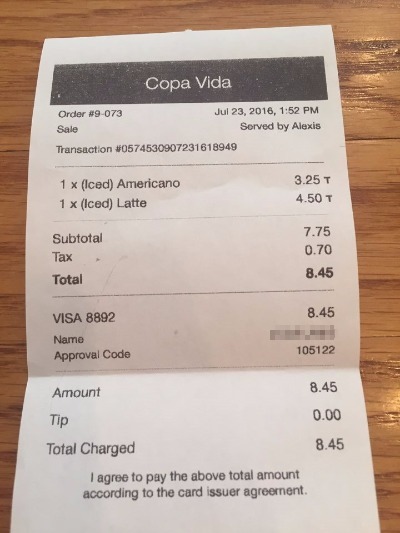 Copa Vida
Order #9-073 Jul 23, 2016, 1:52 PM
Sale Served by Alexis
Transaction #0574530907231618949
1 x (Iced) Americano 3.25 T
1 x (Iced) Latte 4.50 T
Subtotal 7.75
Tax 0.70
Total 8.45
VISA 8892 8.45
Name
Approval Code 105122
Amount 8.45
Tip 0.00
Total Charged 8.45
I agree to pay the above total amount
according to the card issuer agreement.